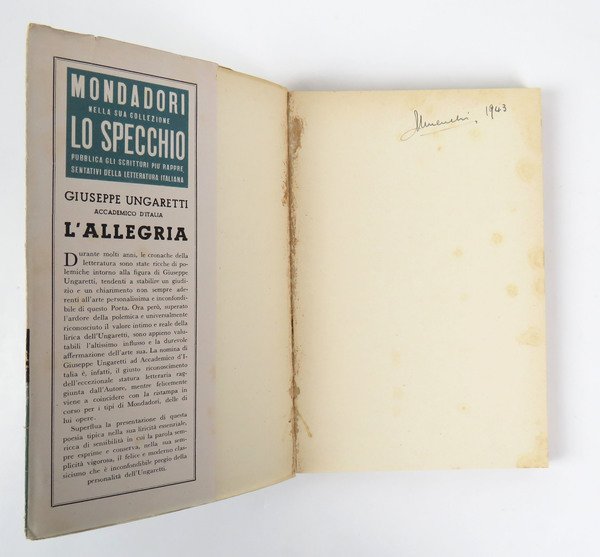 MONDADORI
NELLA SUA COLLEZIONE
LO SPECCHIO
PUBBLICA GLI SCRITTORI PIÙ RAPPRE
SENTATIVI DELLA LETTERATURA ITALIANA
GIUSEPPE UNGARETTI
ACCADEMICO D'ITALIA
L'ALLEGRIA
Durante molti anni, le cronache della
letteratura sono state ricche di po-
lemiche intorno alla figura di Giuseppe
Ungaretti, tendenti a stabilire un giudi-
zio e un chiarimento non sempre ade-
renti all'arte personalissima e inconfondi-
bile di questo Poeta. Ora però, superato
l'ardore della polemica e universalmente
riconosciuto il valore intimo e reale della
lirica dell'Ungaretti, sono appieno valu-
tabili l'altissimo influsso e la durevole
affermazione dell'arte sua. La nomina di
Giuseppe Ungaretti ad Accademico d'I-
talia è, infatti, il giusto riconoscimento
dell'eccezionale statura letteraria rag-
giunta dall'Autore, mentre felicemente
viene a coincidere con la ristampa in
corso per i tipi di Mondadori, delle di
lui opere.
Superflua la presentazione di questa
poesia tipica nella sua liricità essenziale,
ricca di sensibilità in cui la parola sem-
pre esprime e conserva, nella sua sem-
plicità vigorosa, il felice e moderno clas-
sicismo che è inconfondibile pregio della
personalità dell'Ungaretti.
1943